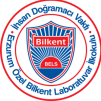 İhsan Doğramacı Vakfı
Bilkent
BELS
Erzurum Özel Bilkent Laboratuvar İlkokulu